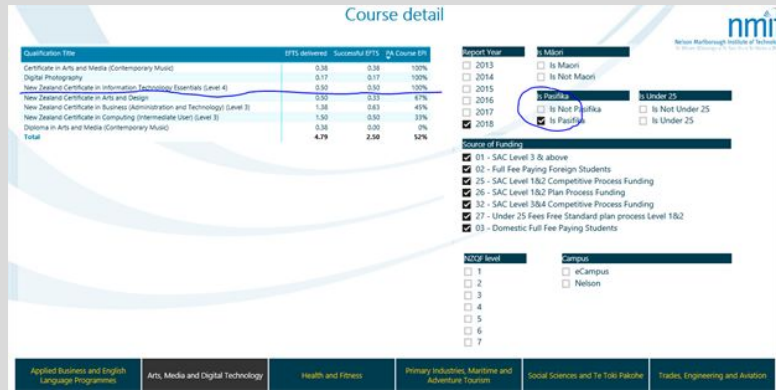 Course detail
nmit
Nelson Marlborough Institute of Technology
Qualification Title EFTS delivered Successful EFTS PA Course EPI
Certificate in Arts and Media (Contemporary Music) 0.38 0.38 100%
Digital Photography 0.17 0.17 100%
New Zealand Certificate in Information Technology Essentials (Level 4) 0.50 0.50 100%
New Zealand Certificate in Arts and Design 0.50 0.33 67%
New Zealand Certificate in Business (Administration and Technology) (Level 3) 1.38 0.63 45%
New Zealand Certificate in Computing (Intermediate User) (Level 3) 1.50 0.50 33%
Diploma in Arts and Media (Contemporary Music) 0.38 0.00 0%
Total 4.79 2.50 52%
Report Year
2013
2014
2015
2016
2017
2018
Is Māori
Is Maori
Is Not Maori
Is Pasifika
Is Not Pasifika
Is Pasifika
Is Under 25
Is Not Under 25
Is Under 25
Source of Funding
01 - SAC Level 3 & above
02 - Full Fee Paying Foreign Students
25 - SAC Level 1&2 Competitive Process Funding
26 - SAC Level 1&2 Plan Process Funding
32 - SAC Level 3&4 Competitive Process Funding
27 - Under 25 Fees Free Standard plan process Level 1&2
03 - Domestic Full Fee Paying Students
NZQF level
1
2
3
4
5
6
7
Campus
eCampus
Nelson
Applied Business and English
Language Programmes
Arts, Media and Digital Technology
Health and Fitness
Primary Industries, Maritime and
Adventure Tourism
Social Sciences and Te Toki Pakohe
Trades, Engineering and Aviation